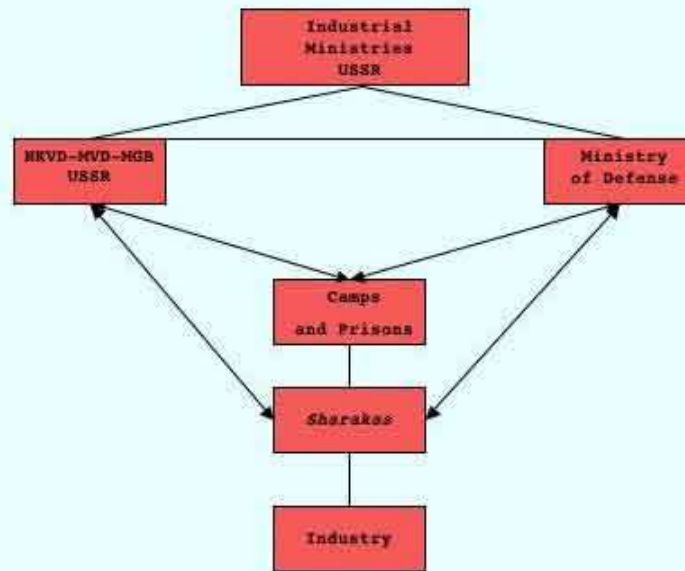 Industrial
Ministries
USSR
NKVD-MVD-MGB
USSR
Ministry
of Defense
Camps
and Prisons
Sharakas
Industry